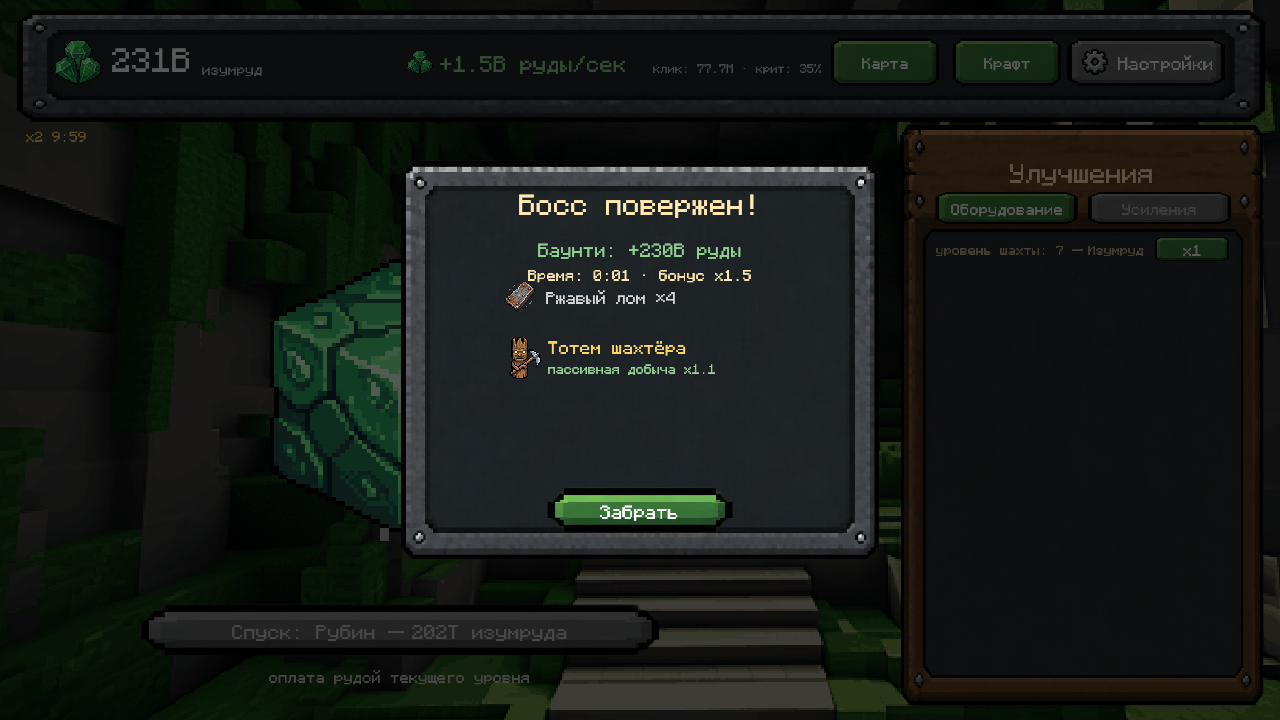 231B изумруд
+1.5B руды/сек
клик: 77.7M · крит: 35%
Карта
Крафт
Настройки
x2 9:59
Улучшения
Оборудование
Усиления
уровень шахты: 7 — Изумруд
x1
Босс повержен!
Баунти: +230B руды
Время: 0:01 · бонус x1.5
Ржавый лом x4
Тотем шахтёра
пассивная добыча x1.1
Забрать
Спуск: Рубин — 202T изумруда
оплата рудой текущего уровня